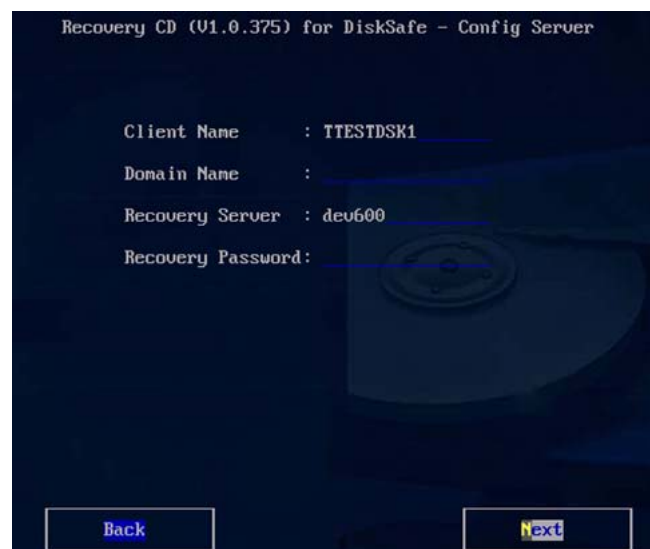 Recovery CD (V1.0.375) for DiskSafe - Config Server
Client Name : TTESTDSK1
Domain Name :
Recovery Server : dev600
Recovery Password:
Back
Next